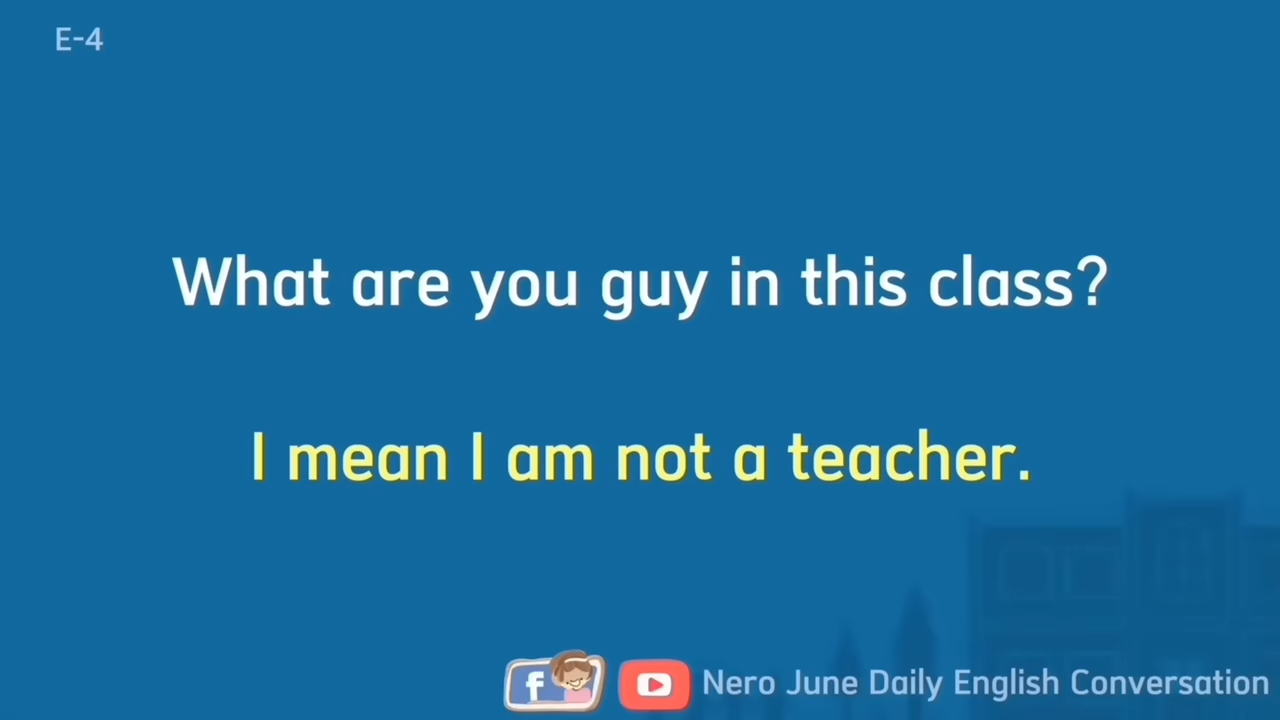 E-4
What are you guy in this class?
I mean I am not a teacher.
f Nero June Daily English Conversation